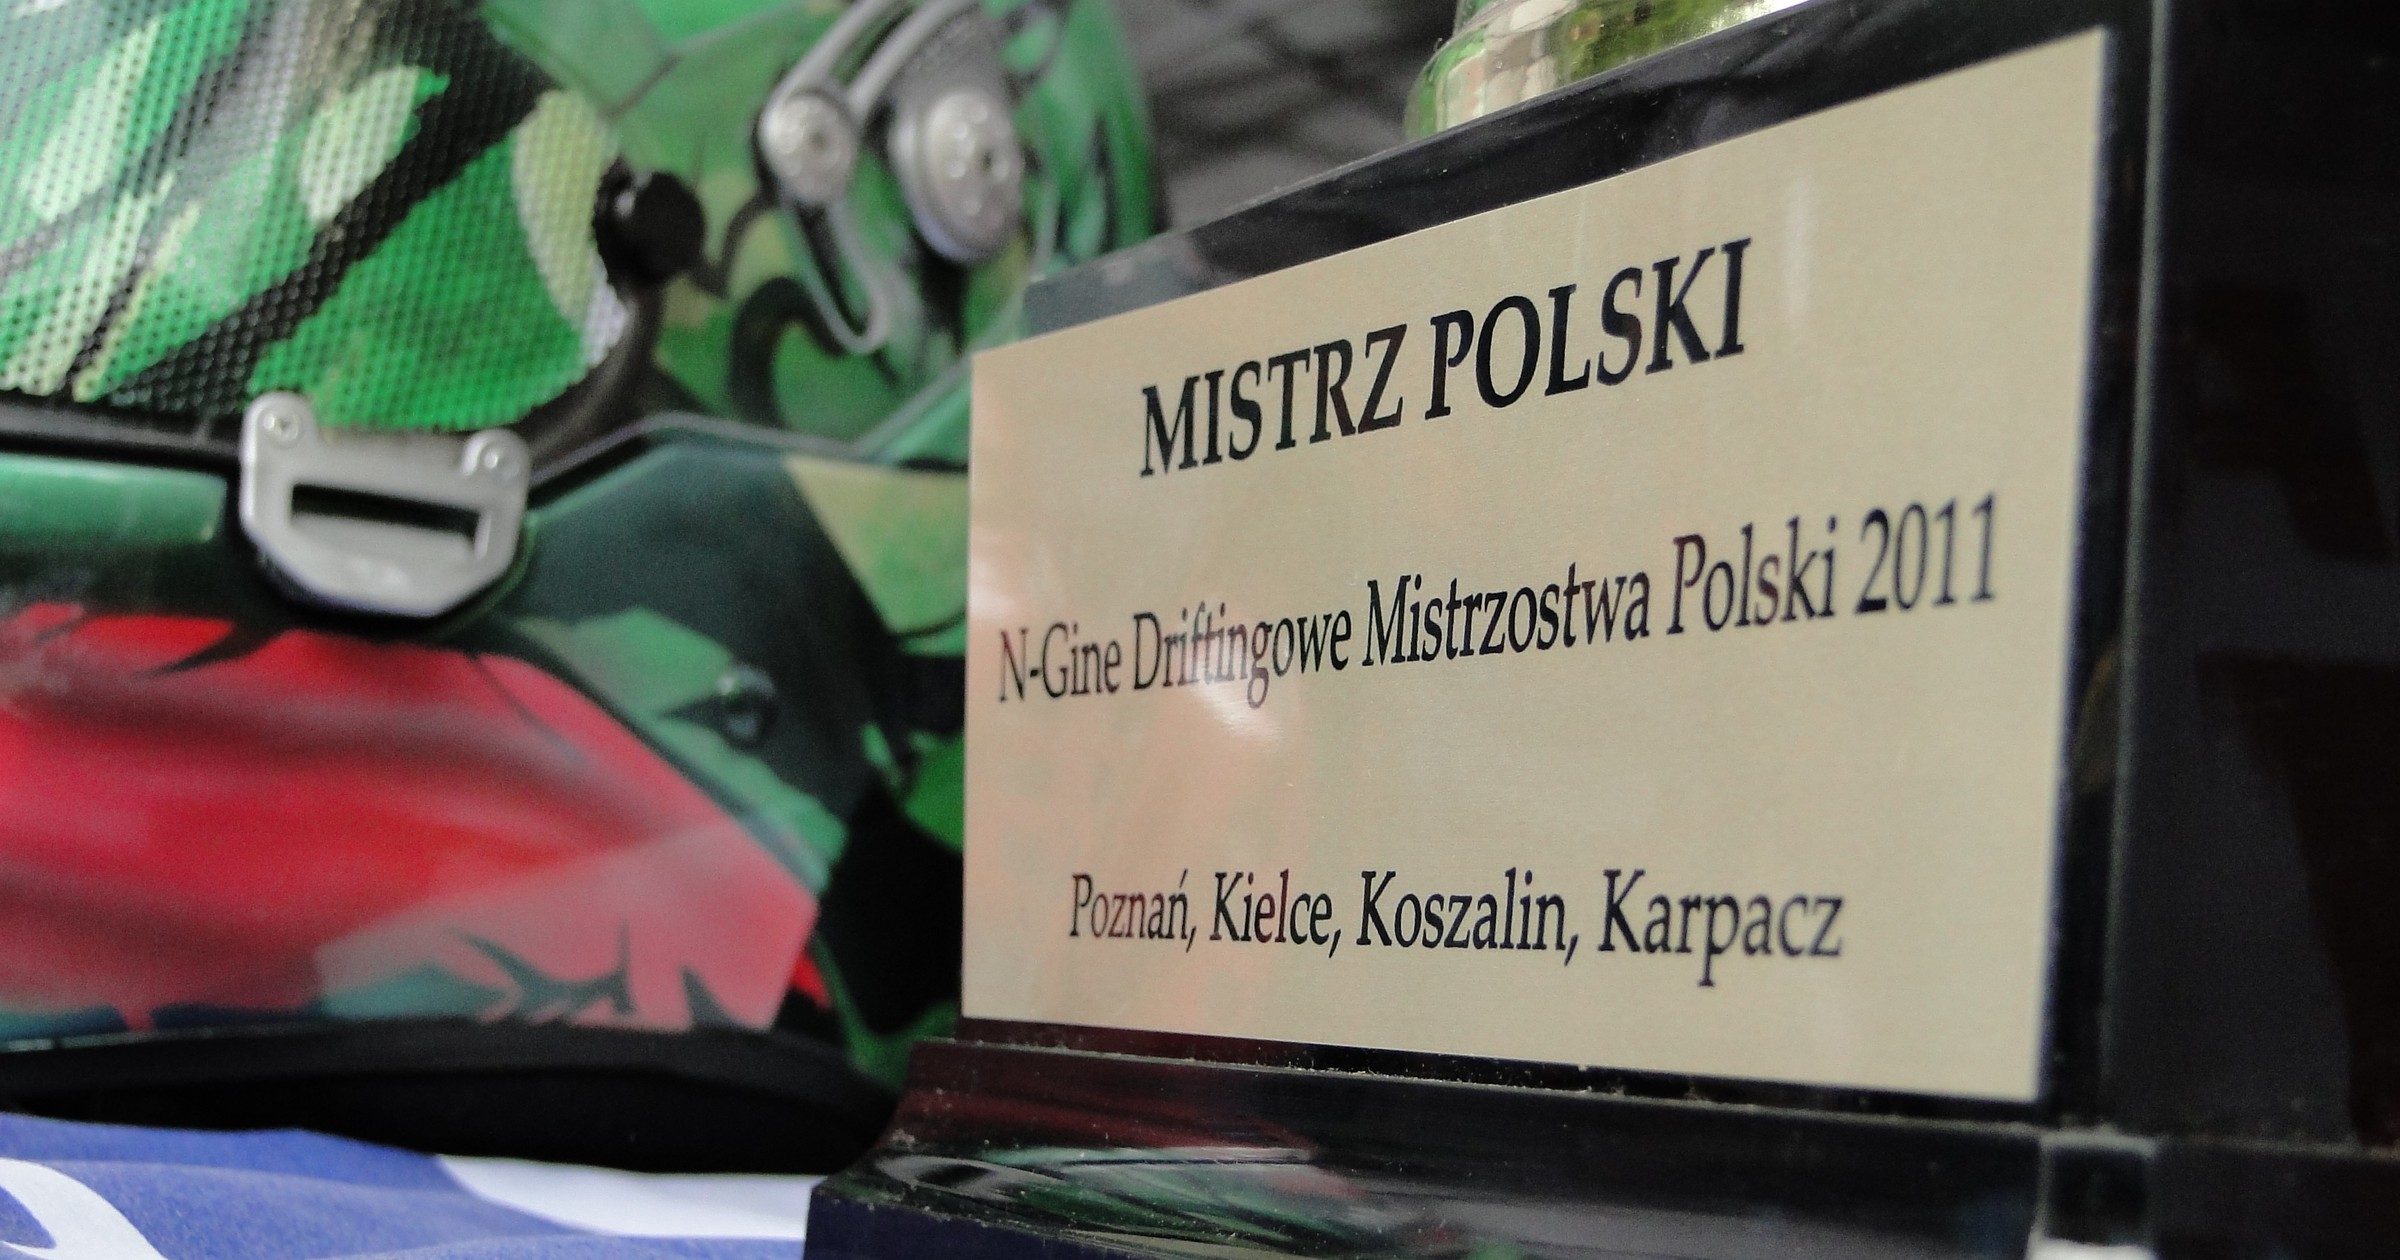 MISTRZ POLSKI
N-Gine Driftingowe Mistrzostwa Polski 2011
Poznań, Kielce, Koszalin, Karpacz